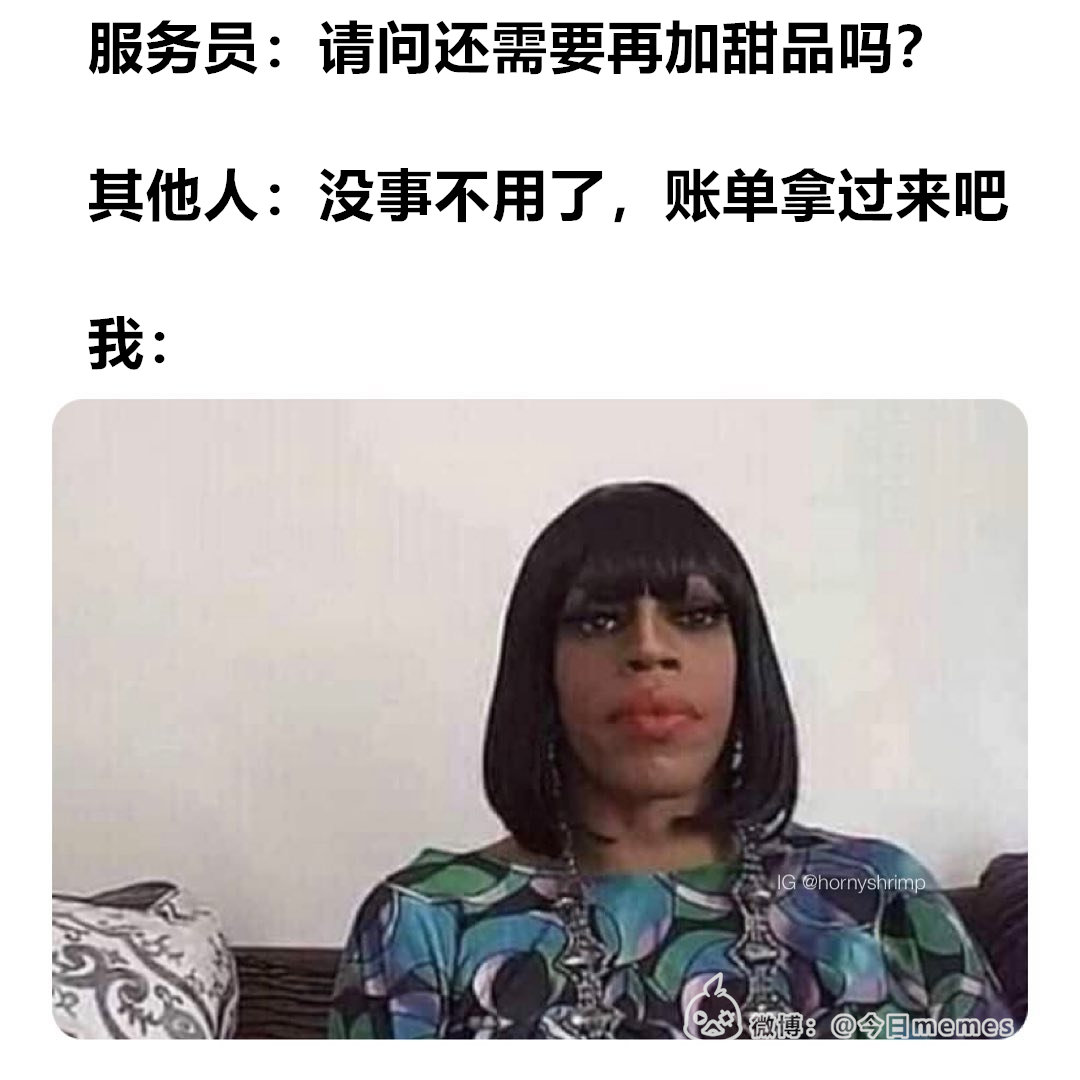 服务员：请问还需要再加甜品吗？
其他人：没事不用了，账单拿过来吧
我：
IG @hornyshrimp
微博：@今日memes